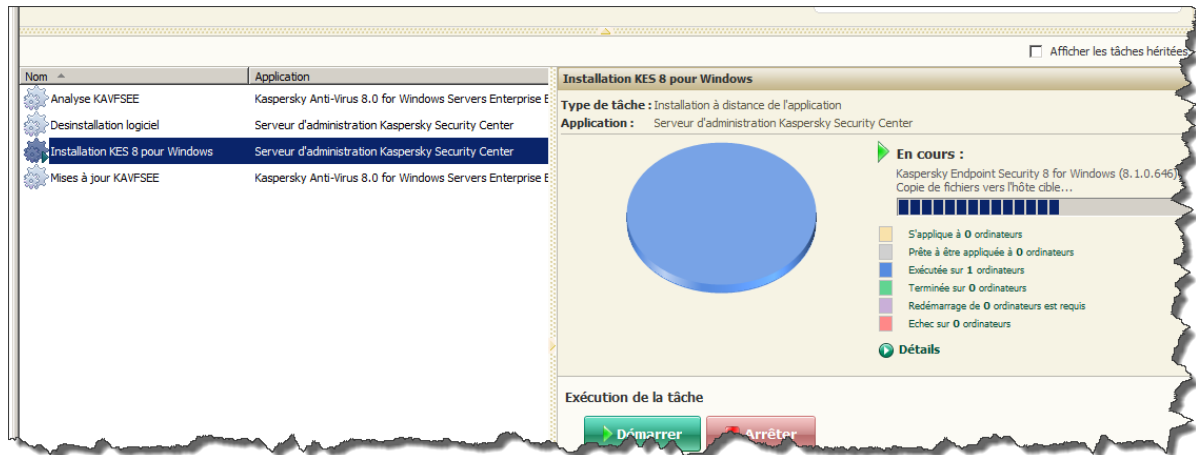 Afficher les tâches héritées
Nom
Application
Analyse KAVFSEE
Kaspersky Anti-Virus 8.0 for Windows Servers Enterprise E
Desinstallation logiciel
Serveur d'administration Kaspersky Security Center
Installation KES 8 pour Windows
Serveur d'administration Kaspersky Security Center
Mises à jour KAVFSEE
Kaspersky Anti-Virus 8.0 for Windows Servers Enterprise E
Installation KES 8 pour Windows
Type de tâche : Installation à distance de l'application
Application : Serveur d'administration Kaspersky Security Center
En cours :
Kaspersky Endpoint Security 8 for Windows (8.1.0.646)
Copie de fichiers vers l'hôte cible...
S'applique à 0 ordinateurs
Prête à être appliquée à 0 ordinateurs
Exécutée sur 1 ordinateurs
Terminée sur 0 ordinateurs
Redémarrage de 0 ordinateurs est requis
Echec sur 0 ordinateurs
Détails
Exécution de la tâche
Démarrer
Arrêter